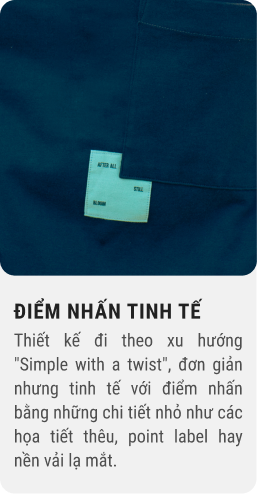 AFTER ALL
STILL
ĐIỂM NHẤN TINH TẾ
Thiết kế đi theo xu hướng
"Simple with a twist", đơn giản
nhưng tinh tế với điểm nhấn
bằng những chi tiết nhỏ như các
họa tiết thêu, point label hay
nền vải lạ mắt.